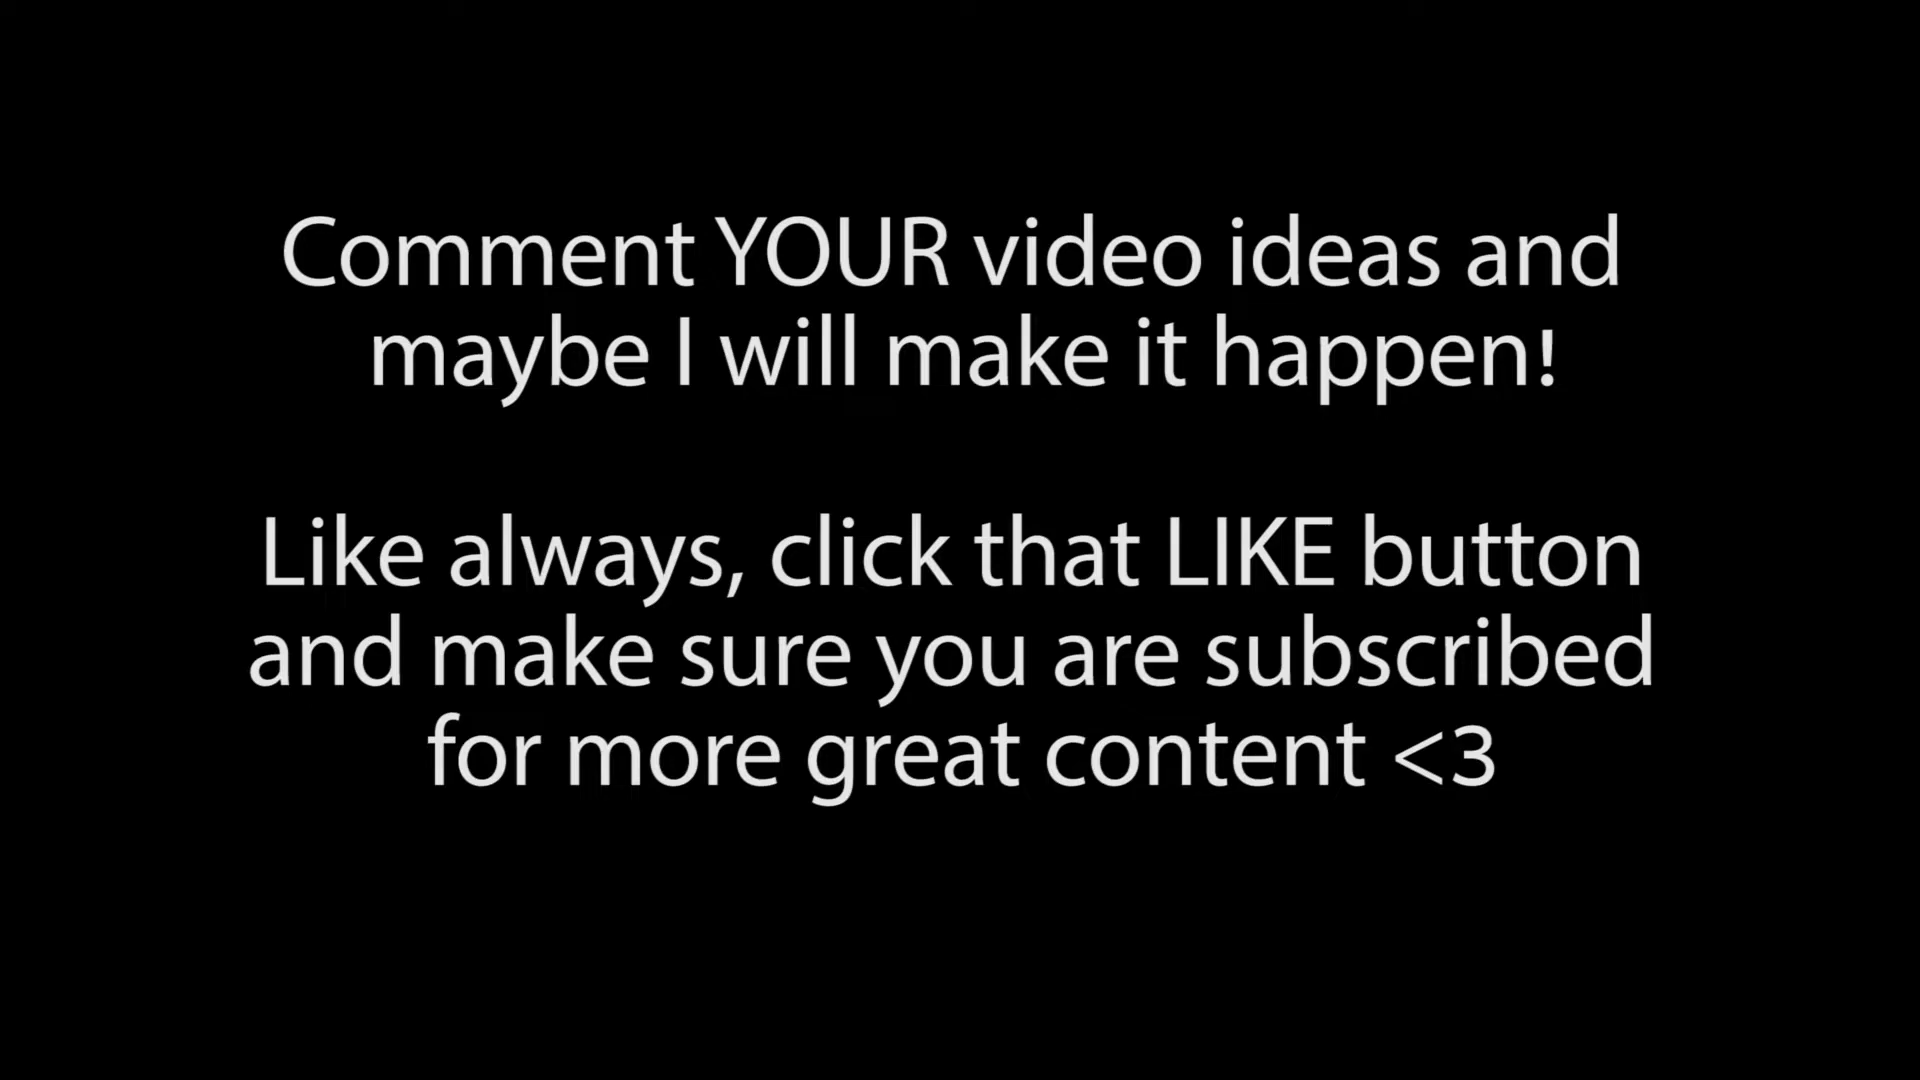 Comment YOUR video ideas and
maybe I will make it happen!
Like always, click that LIKE button
and make sure you are subscribed
for more great content <3